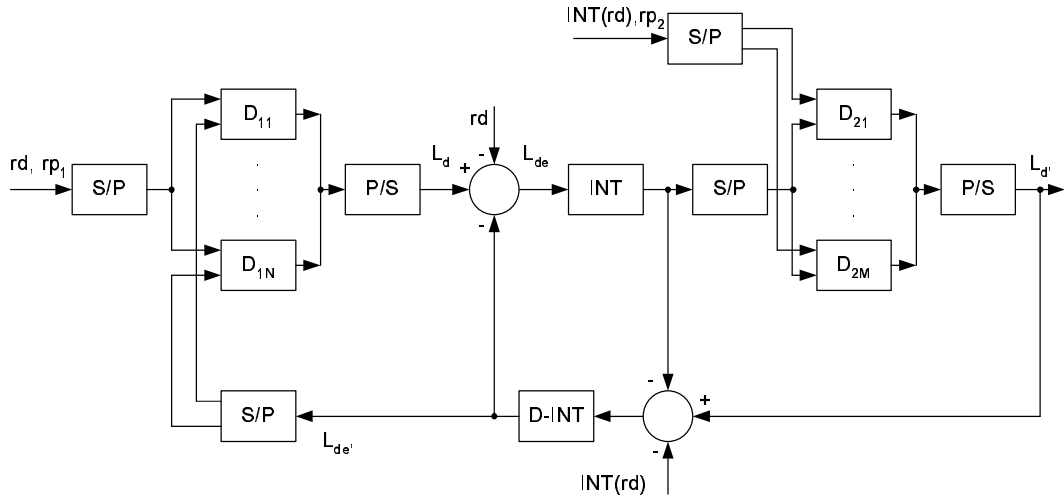 INT(rd),rp2
S/P
D11
D21
rd
rd, rp1
Ld
-
Lde
+
Ld'
S/P
P/S
INT
S/P
P/S
-
D1N
D2M
-
+
S/P
D-INT
Lde'
-
INT(rd)